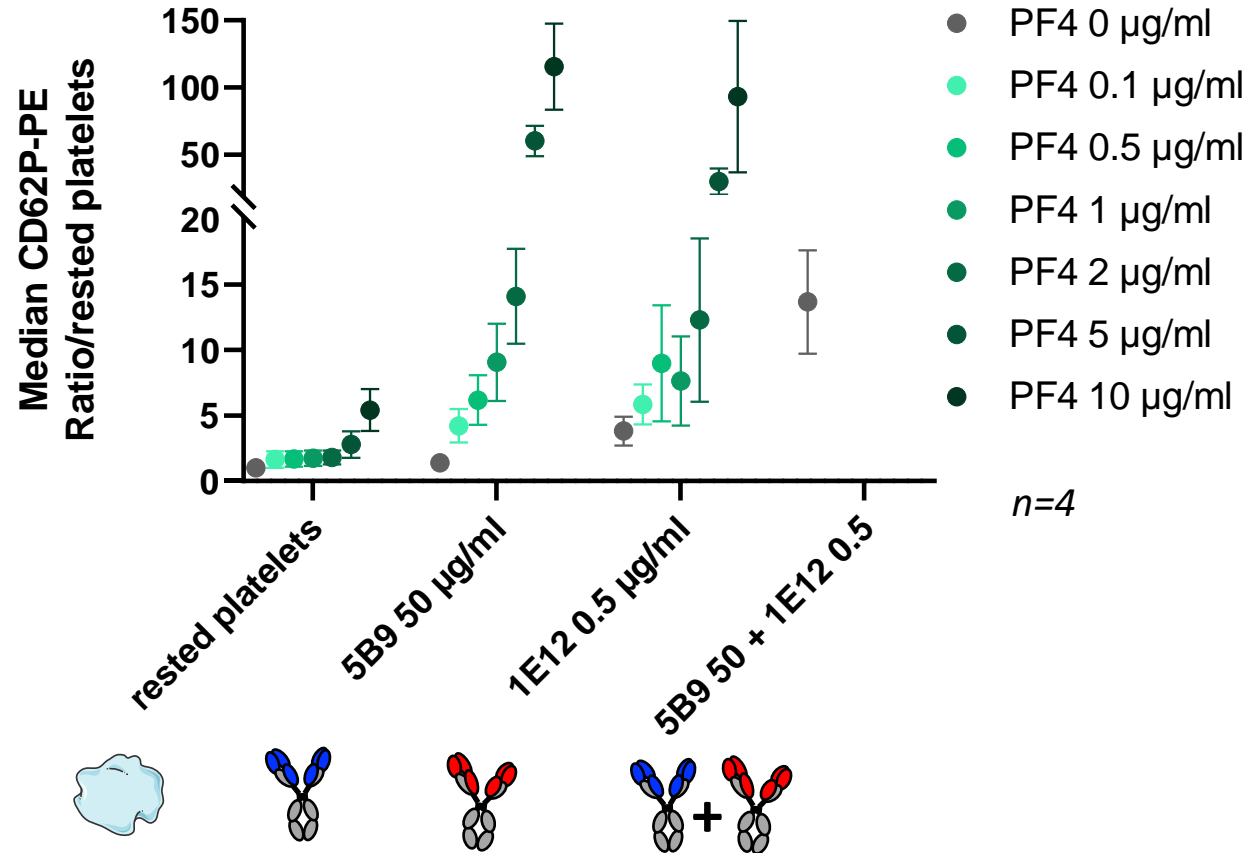 Median CD62P-PE
Ratio/rested platelets
150
100
50
20
15
10
5
0
rested platelets
5B9 50 µg/ml
1E12 0.5 µg/ml
5B9 50 + 1E12 0.5
PF4 0 µg/ml
PF4 0.1 µg/ml
PF4 0.5 µg/ml
PF4 1 µg/ml
PF4 2 µg/ml
PF4 5 µg/ml
PF4 10 µg/ml
n=4
+